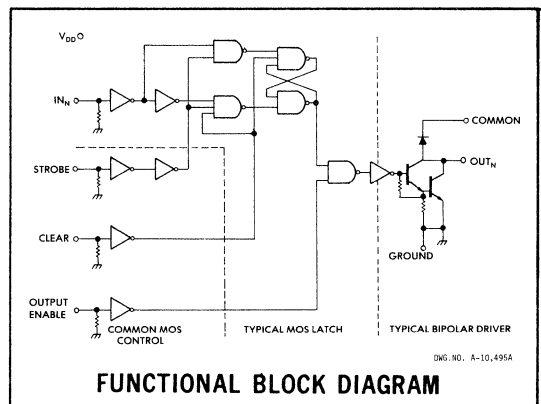 VDD
INN
COMMON
OUTN
STROBE
CLEAR
GROUND
OUTPUT
ENABLE
COMMON MOS
CONTROL
TYPICAL MOS LATCH
TYPICAL BIPOLAR DRIVER
DWG.NO. A-10,495A
FUNCTIONAL BLOCK DIAGRAM